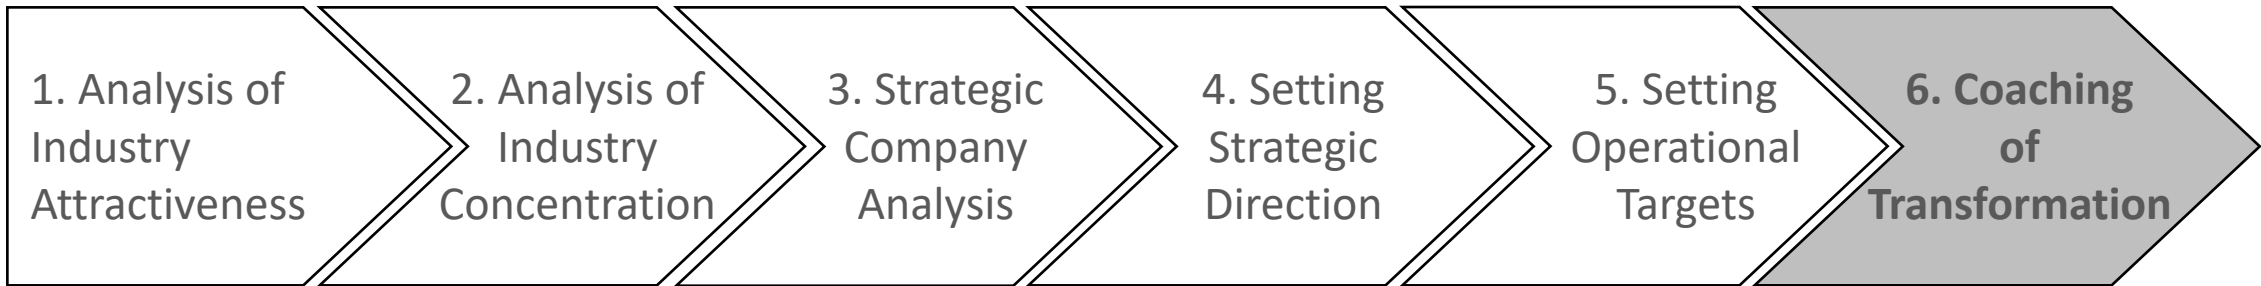 1. Analysis of
Industry
Attractiveness
2. Analysis of
Industry
Concentration
3. Strategic
Company
Analysis
4. Setting
Strategic
Direction
5. Setting
Operational
Targets
6. Coaching
of
Transformation